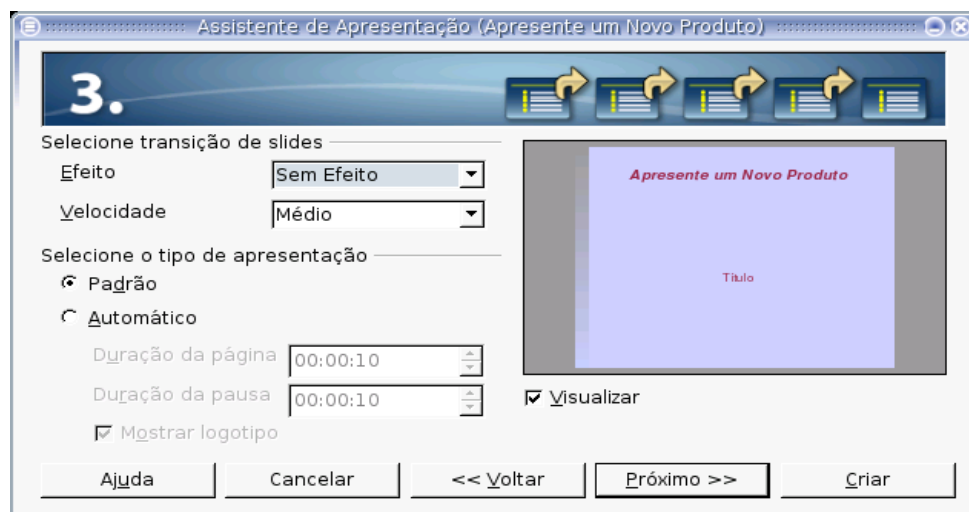 Assistente de Apresentação (Apresente um Novo Produto)
3.
Selecione transição de slides
Efeito
Sem Efeito
Velocidade
Médio
Selecione o tipo de apresentação
Padrão
Automático
Duração da página
00:00:10
Duração da pausa
00:00:10
Mostrar logotipo
Apresente um Novo Produto
Título
Visualizar
Ajuda
Cancelar
<< Voltar
Próximo >>
Criar